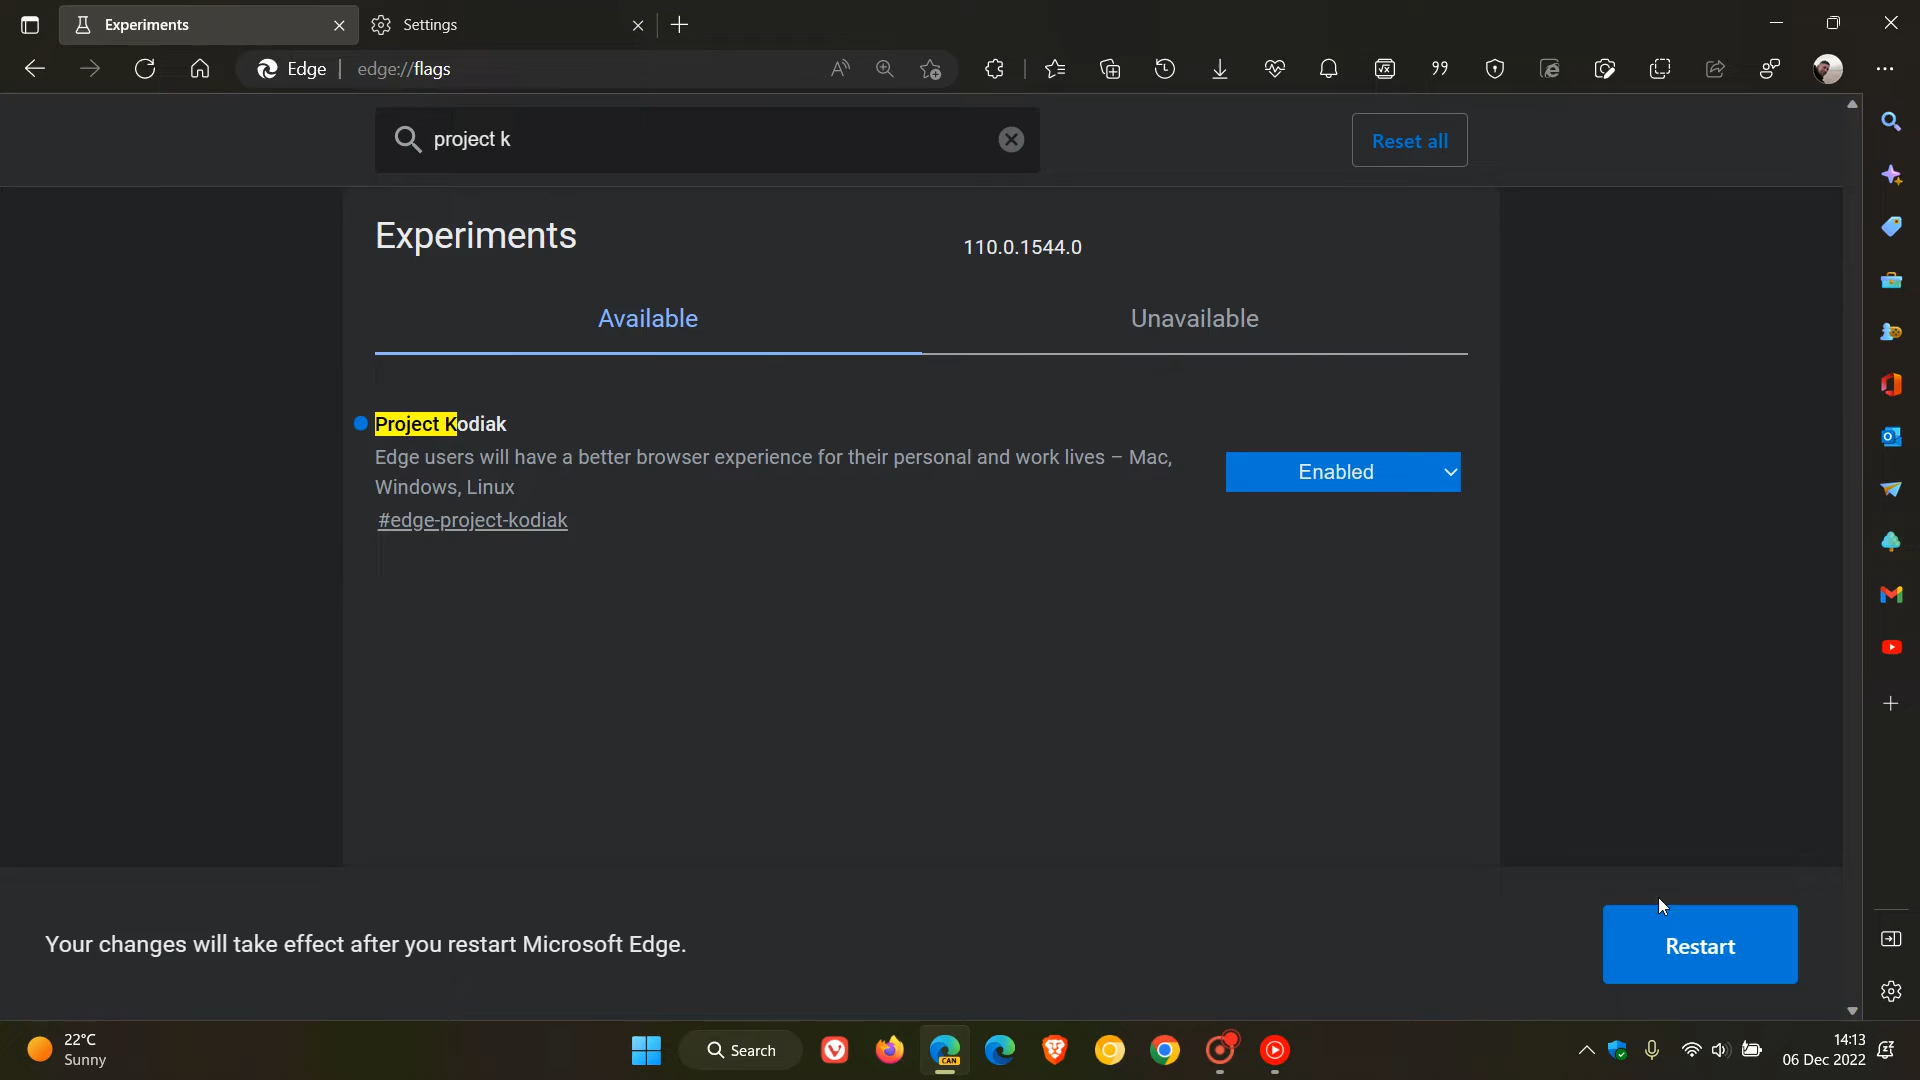 Experiments
Settings
Edge
edge://flags
project k
Reset all
Experiments
110.0.1544.0
Available
Unavailable
Project Kodiak
Edge users will have a better browser experience for their personal and work lives – Mac,
Windows, Linux
Enabled
#edge-project-kodiak
Your changes will take effect after you restart Microsoft Edge.
Restart
22°C
Sunny
Search
CAN
14:13
06 Dec 2022